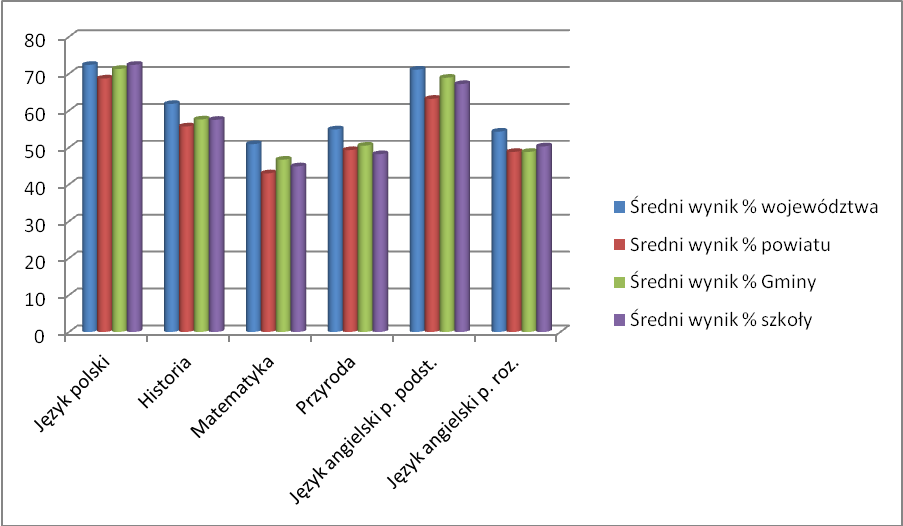 80
70
60
50
40
30
20
10
0
Język polski
Historia
Matematyka
Przyroda
Język angielski p. podst.
Język angielski p. roz.
Średni wynik % województwa
Sredni wynik % powiatu
Średni wynik % Gminy
Średni wynik % szkoły